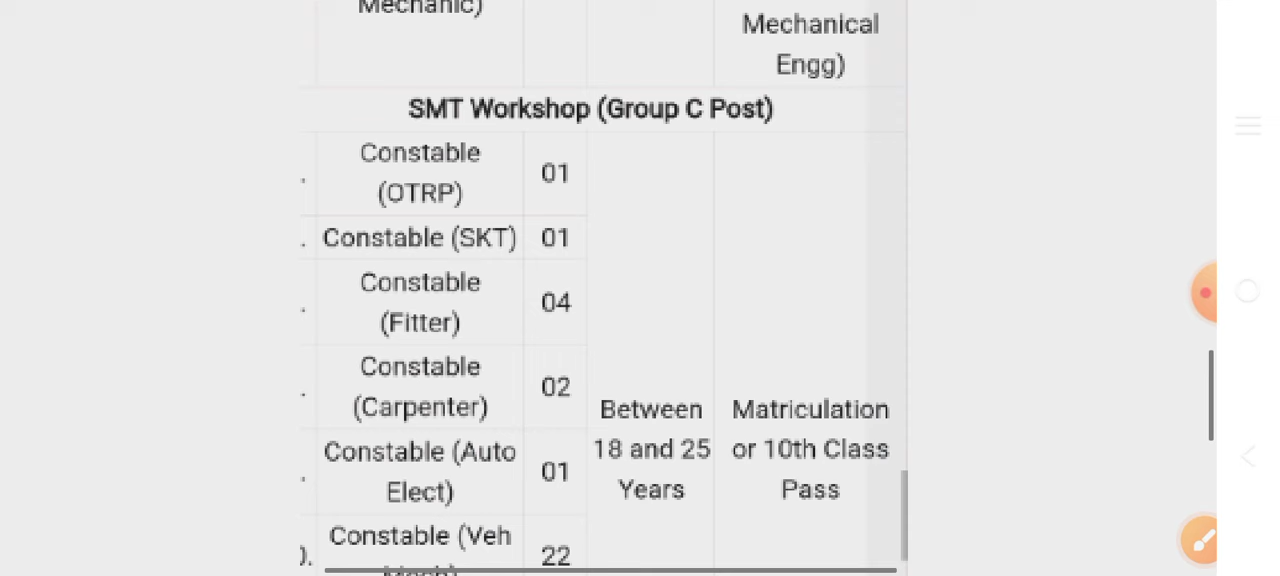 Mechanic)
Mechanical
Engg)
SMT Workshop (Group C Post)
. Constable
(OTRP) 01
. Constable (SKT) 01
. Constable
(Fitter) 04
. Constable
(Carpenter) 02
. Constable (Auto
Elect) 01
). Constable (Veh
22
Between
18 and 25
Years
Matriculation
or 10th Class
Pass